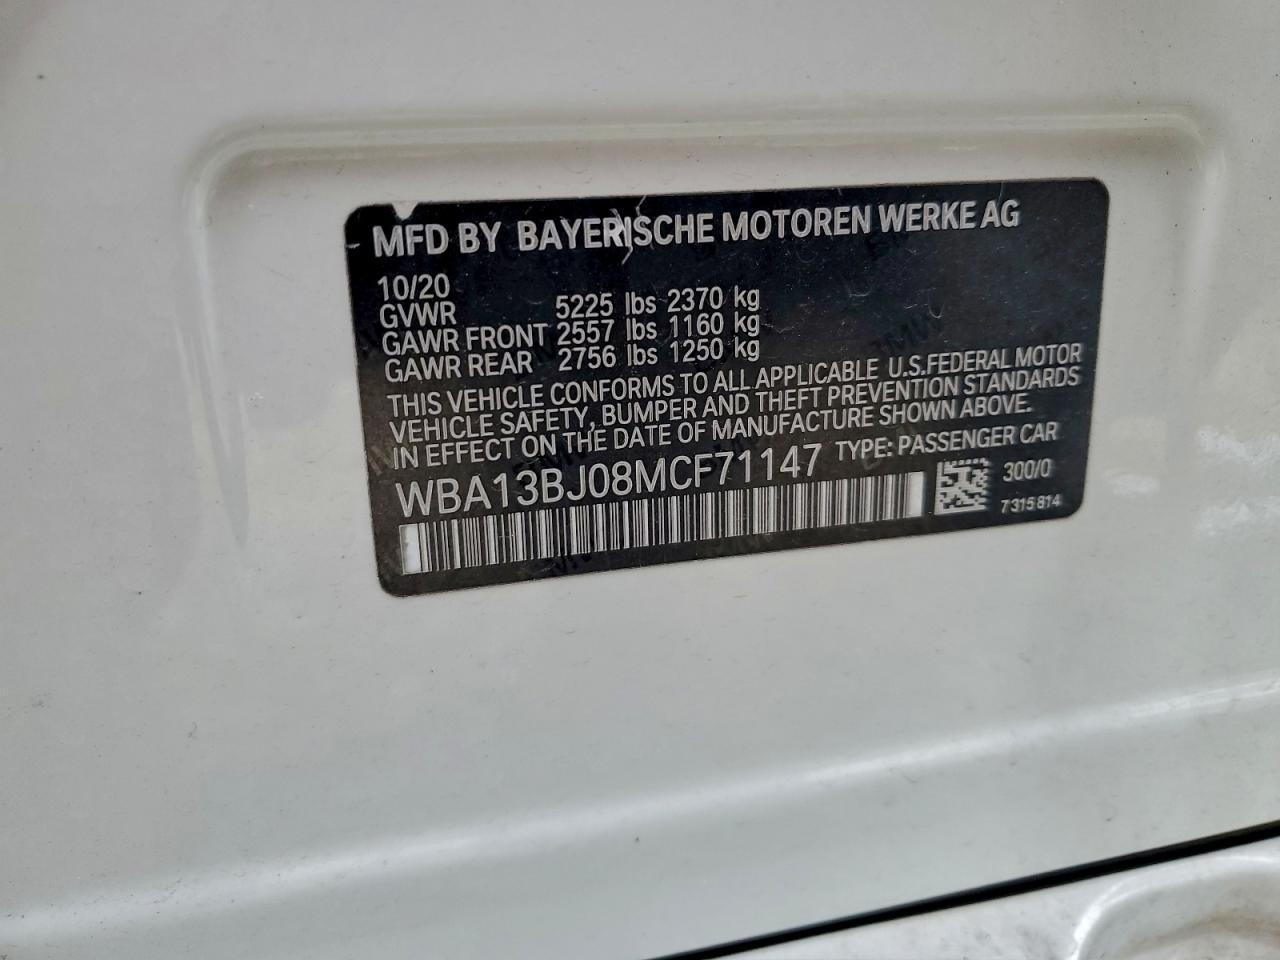 MFD BY BAYERISCHE MOTOREN WERKE AG
10/20
GVWR 5225 lbs 2370 kg
GAWR FRONT 2557 lbs 1160 kg
GAWR REAR 2756 lbs 1250 kg
THIS VEHICLE CONFORMS TO ALL APPLICABLE U.S.FEDERAL MOTOR
VEHICLE SAFETY, BUMPER AND THEFT PREVENTION STANDARDS
IN EFFECT ON THE DATE OF MANUFACTURE SHOWN ABOVE.
WBA13BJ08MCF71147 TYPE: PASSENGER CAR
300/0
7315814